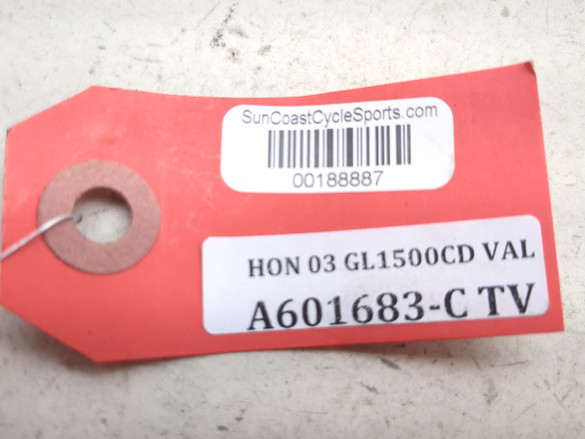 SunCoastCycleSports.com
00188887
HON 03 GL1500CD VAL
A601683-C TV